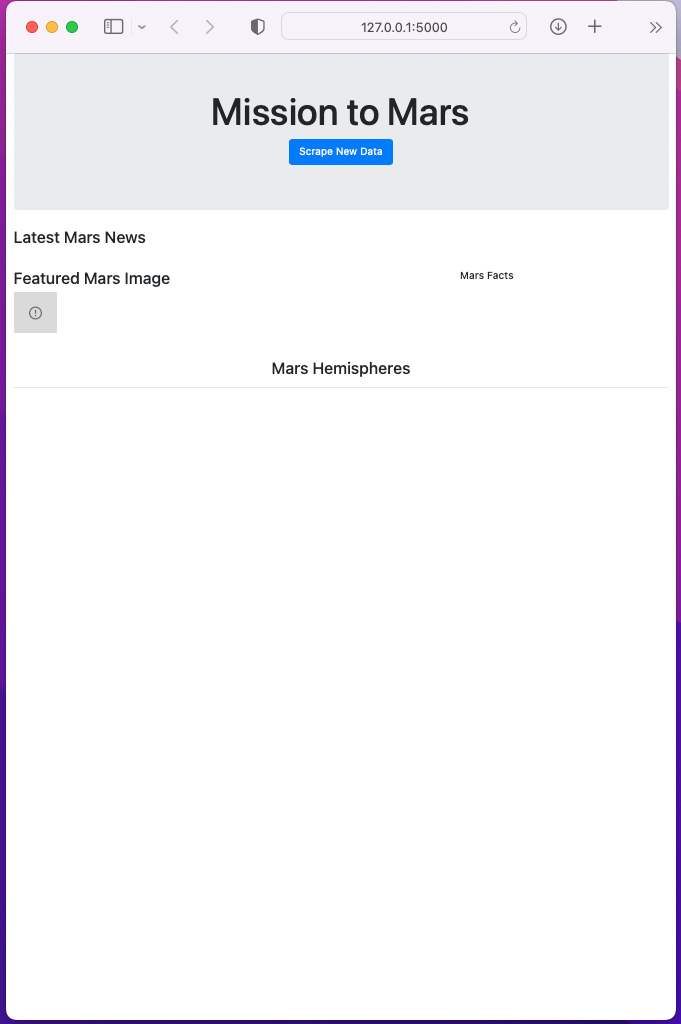 127.0.0.1:5000
Mission to Mars
Scrape New Data
Latest Mars News
Featured Mars Image
Mars Facts
Mars Hemispheres